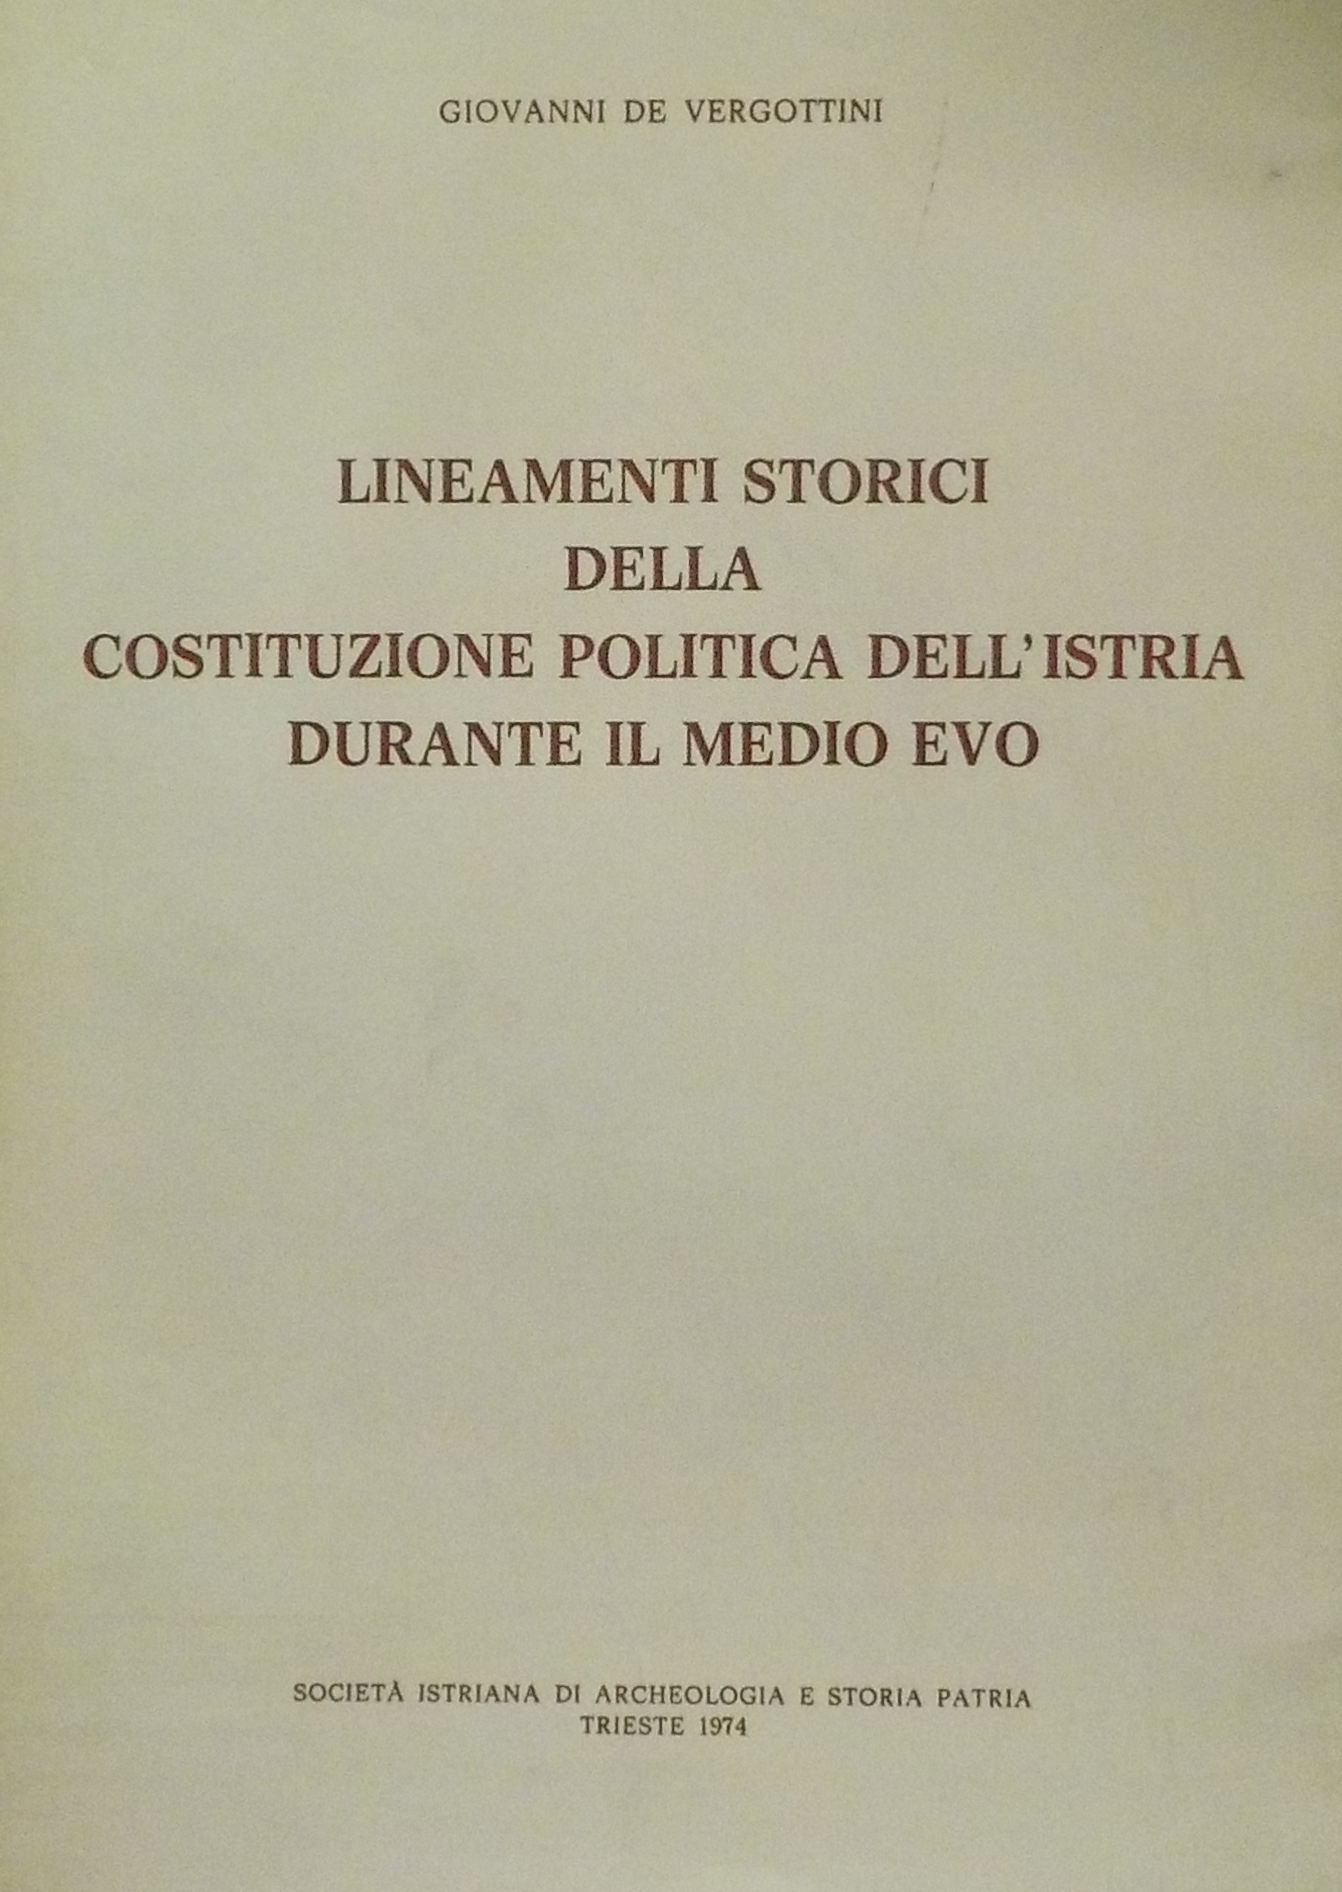 GIOVANNI DE VERGOTTINI
LINEAMENTI STORICI
DELLA
COSTITUZIONE POLITICA DELL'ISTRIA
DURANTE IL MEDIO EVO
SOCIETÀ ISTRIANA DI ARCHEOLOGIA E STORIA PATRIA
TRIESTE 1974